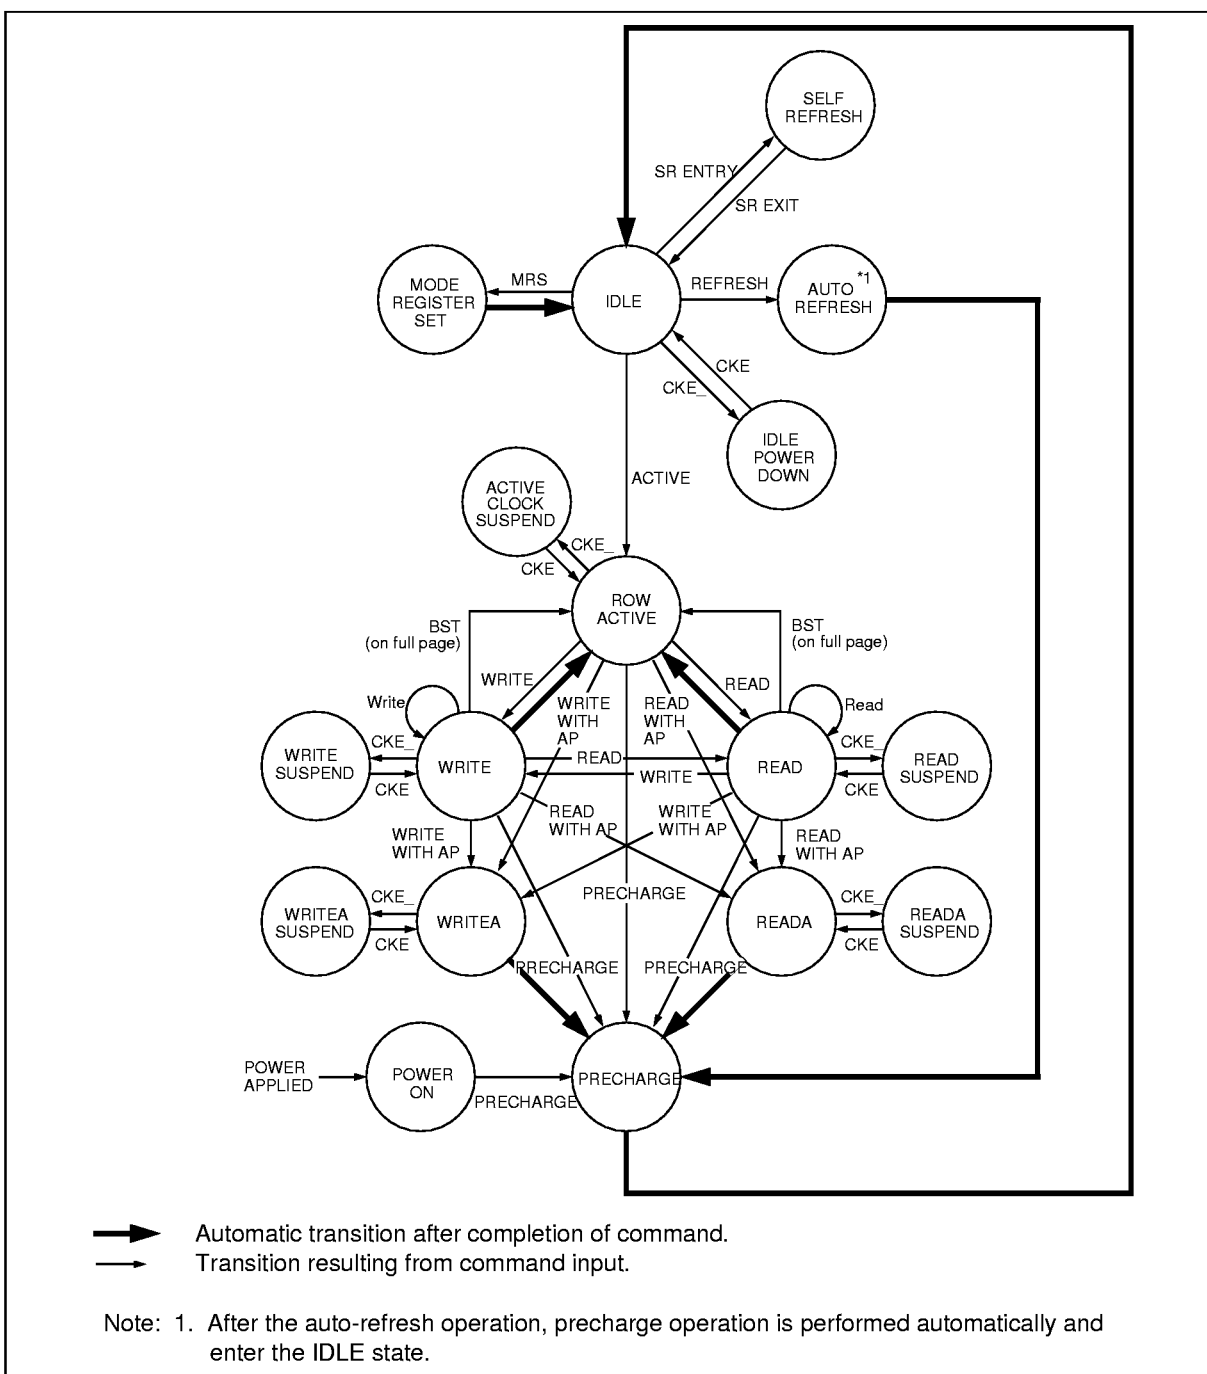 SELF
REFRESH
SR ENTRY
SR EXIT
MODE
REGISTER
SET
MRS
IDLE
REFRESH
AUTO *1
REFRESH
CKE
CKE_
IDLE
POWER
DOWN
ACTIVE
ACTIVE
CLOCK
SUSPEND
CKE_
CKE
ROW
ACTIVE
BST
(on full page)
BST
(on full page)
WRITE
READ
Write
WRITE
WITH
AP
READ
WITH
AP
Read
WRITE
SUSPEND
CKE_
CKE
WRITE
READ
WRITE
READ
CKE_
CKE
READ
SUSPEND
WRITE
WITH AP
READ
WITH AP
WRITE
WITH AP
READ
WITH AP
WRITEA
SUSPEND
CKE_
CKE
WRITEA
PRECHARGE
READA
CKE_
CKE
READA
SUSPEND
PRECHARGE
PRECHARGE
POWER
APPLIED
POWER
ON
PRECHARGE
PRECHARGE
Automatic transition after completion of command.
Transition resulting from command input.
Note: 1. After the auto-refresh operation, precharge operation is performed automatically and
enter the IDLE state.